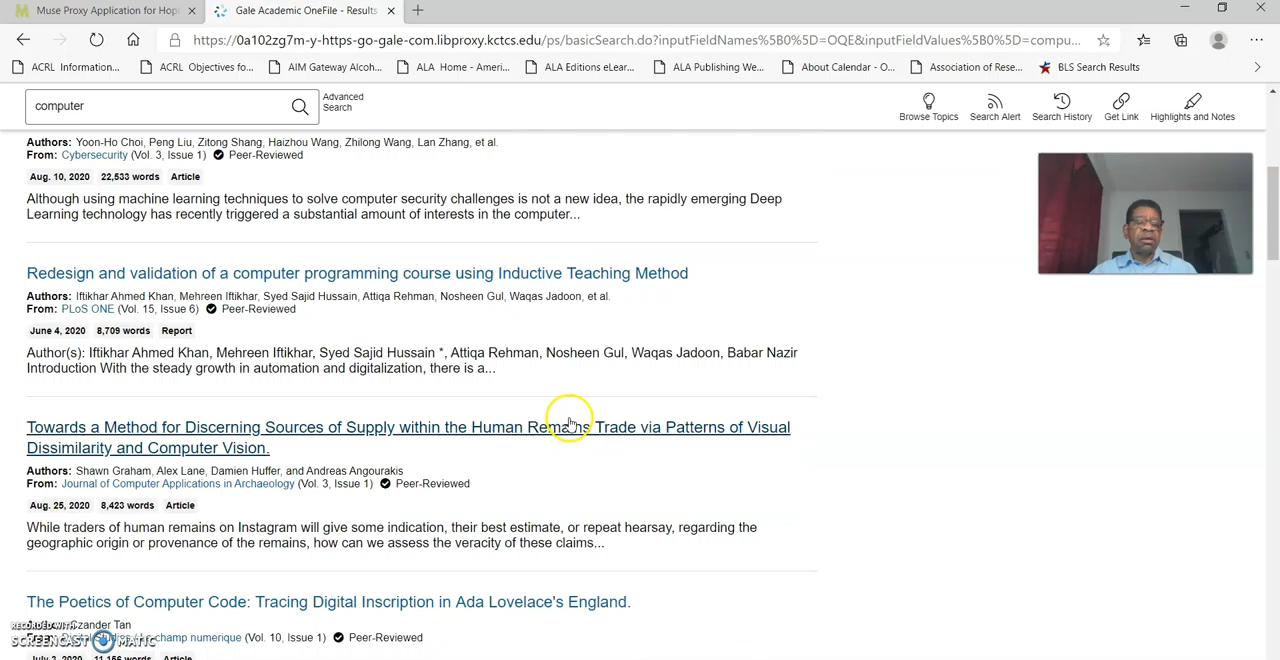 Muse Proxy Application for Hop
Gale Academic OneFile - Results
https://0a102zg7m-y-https-go-gale-com.libproxy.kctcs.edu/ps/basicSearch.do?inputFieldNames%5B0%5D=OQE&inputFieldValues%5B0%5D=compu...
ACRL Information... ACRL Objectives fo... AIM Gateway Alcoh... ALA Home - Ameri... ALA Editions eLear... ALA Publishing We... About Calendar - O... Association of Rese... BLS Search Results
computer
Advanced
Search
Browse Topics Search Alert Search History Get Link Highlights and Notes
Authors: Yoon-Ho Choi, Peng Liu, Zitong Shang, Haizhou Wang, Zhilong Wang, Lan Zhang, et al.
From: Cybersecurity (Vol. 3, Issue 1) Peer-Reviewed
Aug. 10, 2020 22,533 words Article
Although using machine learning techniques to solve computer security challenges is not a new idea, the rapidly emerging Deep
Learning technology has recently triggered a substantial amount of interests in the computer...
Redesign and validation of a computer programming course using Inductive Teaching Method
Authors: Iftikhar Ahmed Khan, Mehreen Iftikhar, Syed Sajid Hussain, Attiqa Rehman, Nosheen Gul, Waqas Jadoon, et al.
From: PLoS ONE (Vol. 15, Issue 6) Peer-Reviewed
June 4, 2020 8,709 words Report
Author(s): Iftikhar Ahmed Khan, Mehreen Iftikhar, Syed Sajid Hussain *, Attiqa Rehman, Nosheen Gul, Waqas Jadoon, Babar Nazir
Introduction With the steady growth in automation and digitalization, there is a...
Towards a Method for Discerning Sources of Supply within the Human Remains Trade via Patterns of Visual
Dissimilarity and Computer Vision.
Authors: Shawn Graham, Alex Lane, Damien Huffer, and Andreas Angourakis
From: Journal of Computer Applications in Archaeology (Vol. 3, Issue 1) Peer-Reviewed
Aug. 25, 2020 8,423 words Article
While traders of human remains on Instagram will give some indication, their best estimate, or repeat hearsay, regarding the
geographic origin or provenance of the remains, how can we assess the veracity of these claims...
The Poetics of Computer Code: Tracing Digital Inscription in Ada Lovelace's England.
Czander Tan
RECORDED WITH
champ numerique (Vol. 10, Issue 1) Peer-Reviewed
SCREENCAST MATIC
July 2, 2020 11,156 words Article